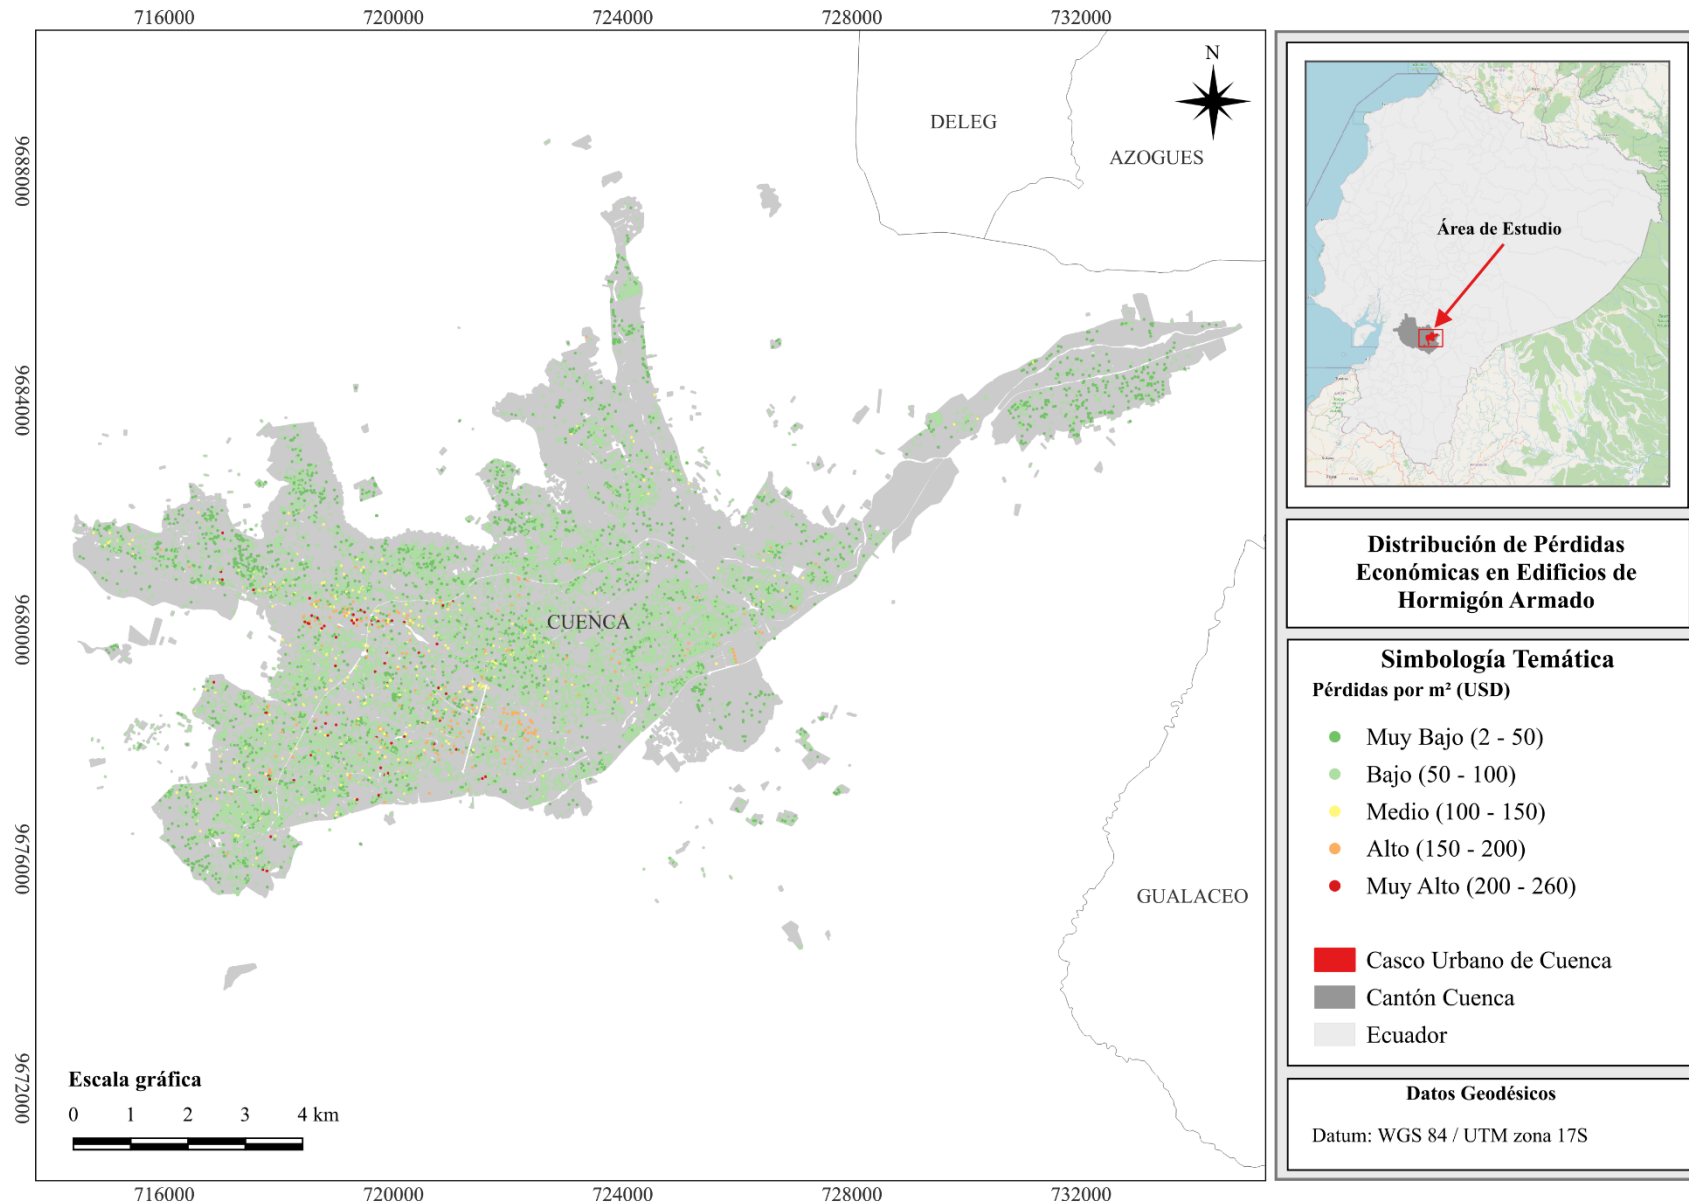 716000 720000 724000 728000 732000
9688000
9684000
9680000
9676000
9672000
N
DELEG
AZOGUES
CUENCA
GUALACEO
Escala gráfica
0 1 2 3 4 km
716000 720000 724000 728000 732000
Área de Estudio
Distribución de Pérdidas
Económicas en Edificios de
Hormigón Armado
Simbología Temática
Pérdidas por m² (USD)
Muy Bajo (2 - 50)
Bajo (50 - 100)
Medio (100 - 150)
Alto (150 - 200)
Muy Alto (200 - 260)
Casco Urbano de Cuenca
Cantón Cuenca
Ecuador
Datos Geodésicos
Datum: WGS 84 / UTM zona 17S